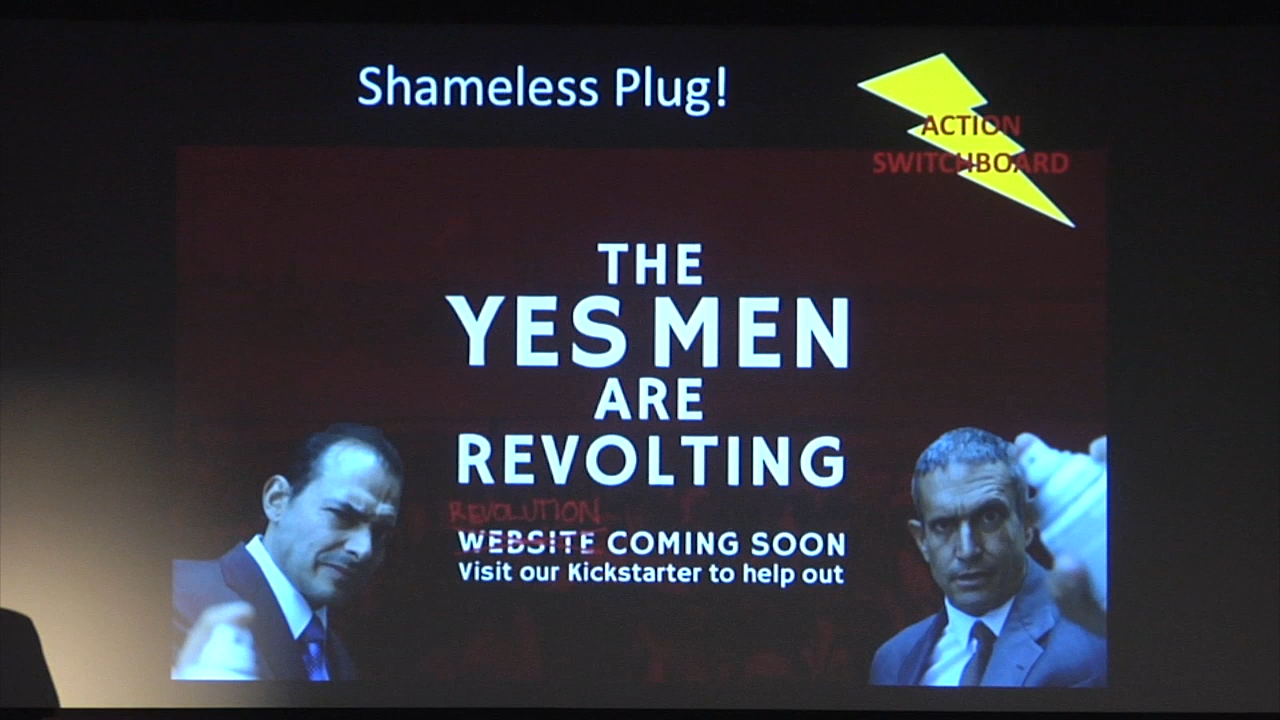 Shameless Plug!
ACTION
SWITCHBOARD
THE
YES MEN
ARE
REVOLTING
REVOLUTION
WEBSITE COMING SOON
Visit our Kickstarter to help out